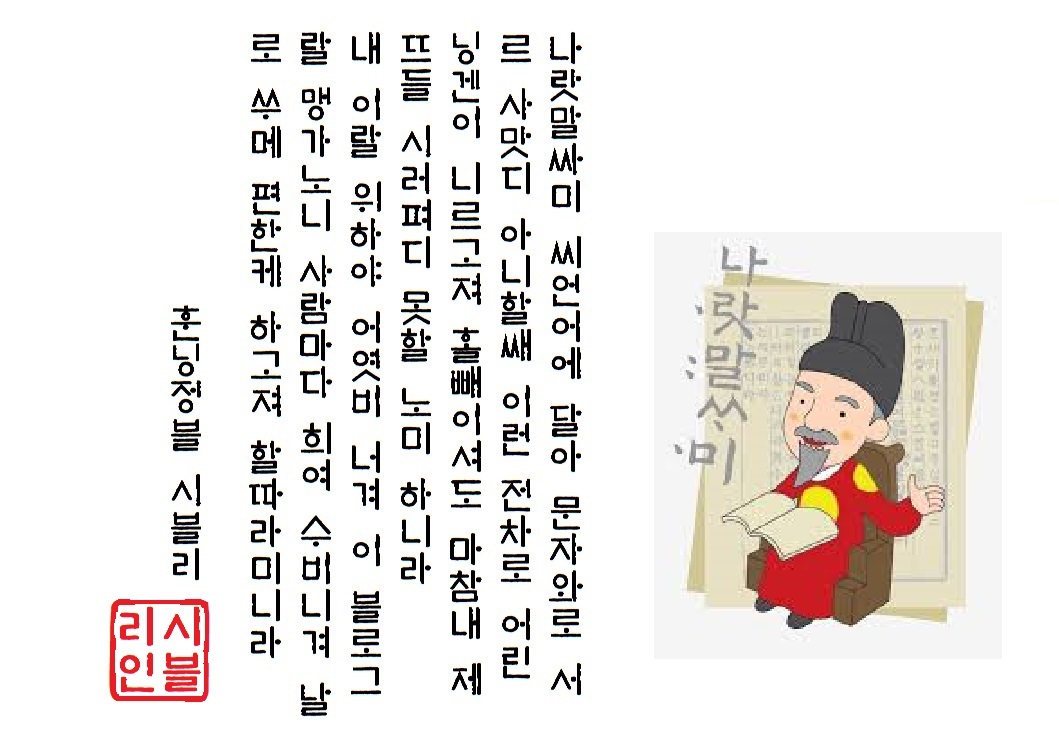 나랏말싸미 씨언어에 달아 문자와로 서
르 사맛디 아니할쌔 이런 전차로 어린
닝겐이 니르고져 홀빼이셔도 마참내 제
뜨들 시러펴디 못할 노미 하니라
내 이랄 위하야 어엿비 너겨 이 블로그
랄 맹가노니 사람마다 희여 수비니겨 날
로 쑤메 편한케 하고져 할따라미니라
훈닝정블 시블리
시블
리인
나·랏:말ᄊᆞ·미